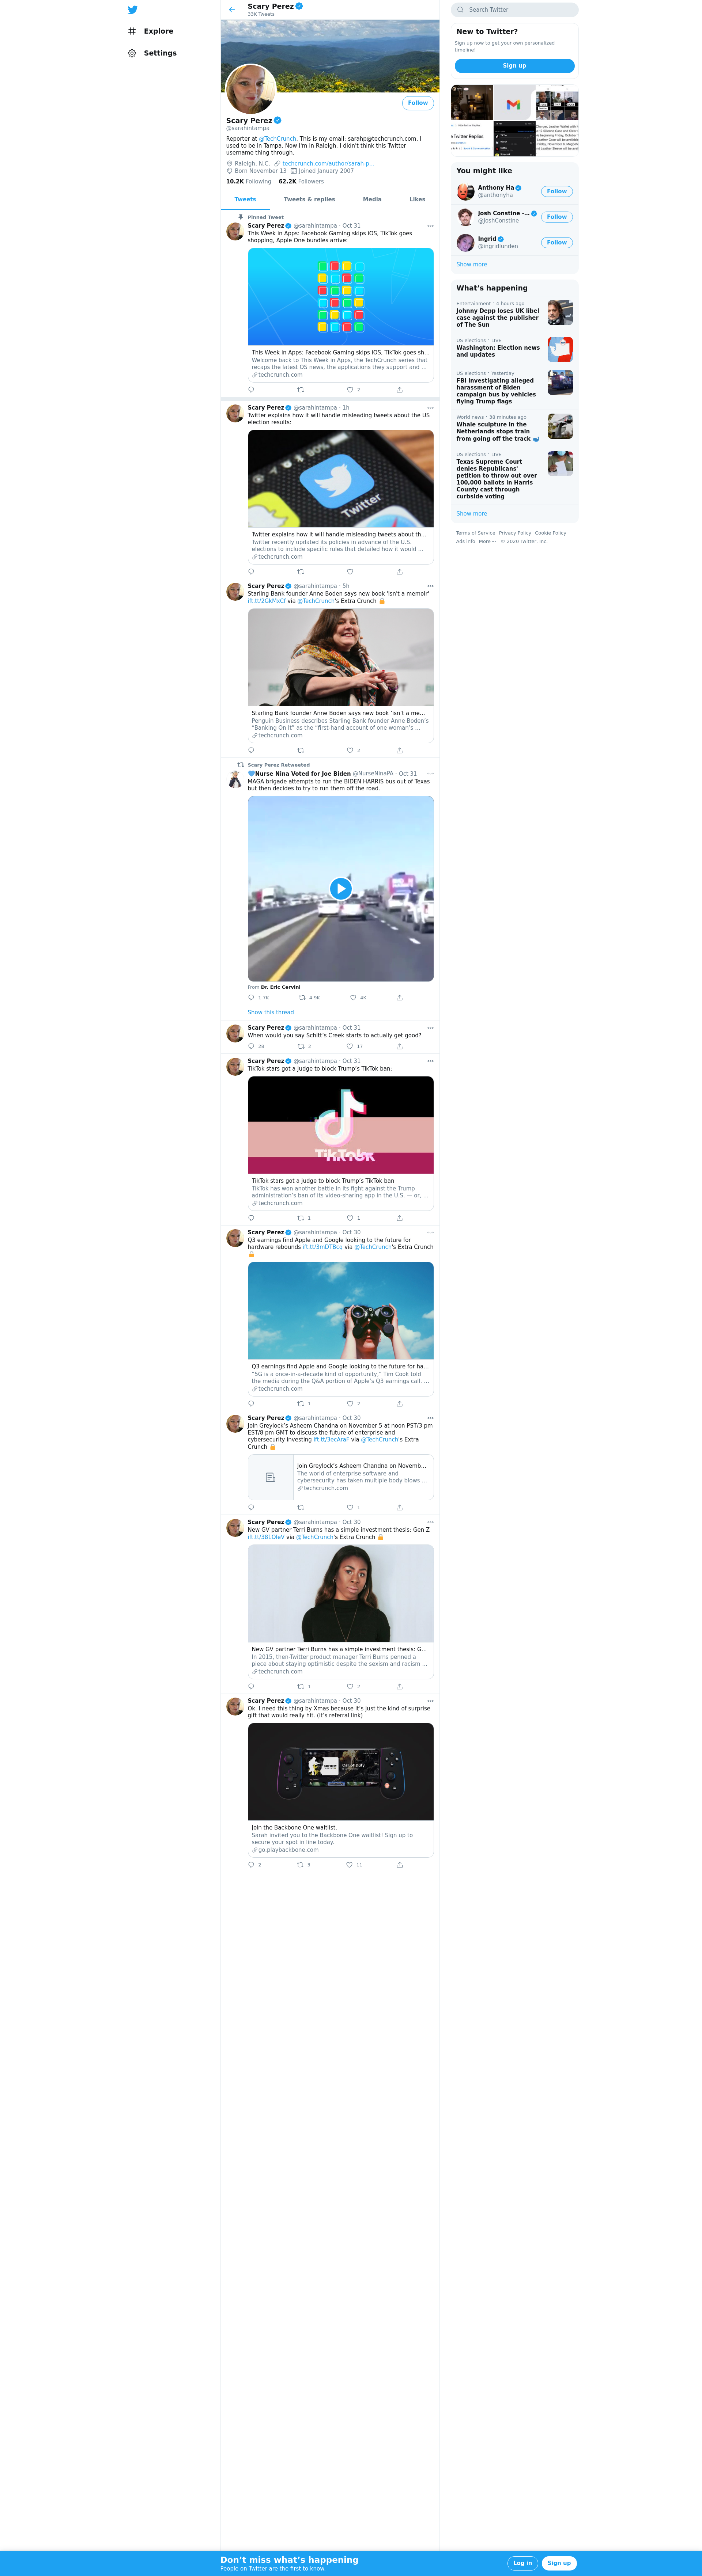 Explore
Settings
Scary Perez
33K Tweets
Follow
Scary Perez
@sarahintampa
Reporter at @TechCrunch. This is my email: sarahp@techcrunch.com. I
used to be in Tampa. Now I'm in Raleigh. I didn't think this Twitter
username thing through.
Raleigh, N.C. techcrunch.com/author/sarah-p…
Born November 13 Joined January 2007
10.2K Following 62.2K Followers
Tweets Tweets & replies Media Likes
Pinned Tweet
Scary Perez @sarahintampa · Oct 31
This Week in Apps: Facebook Gaming skips iOS, TikTok goes
shopping, Apple One bundles arrive:
This Week in Apps: Facebook Gaming skips iOS, TikTok goes sh…
Welcome back to This Week in Apps, the TechCrunch series that
recaps the latest OS news, the applications they support and …
techcrunch.com
2
Scary Perez @sarahintampa · 1h
Twitter explains how it will handle misleading tweets about the US
election results:
Twitter
Twitter explains how it will handle misleading tweets about th…
Twitter recently updated its policies in advance of the U.S.
elections to include specific rules that detailed how it would …
techcrunch.com
Scary Perez @sarahintampa · 5h
Starling Bank founder Anne Boden says new book 'isn't a memoir'
ift.tt/2GkMxCf via @TechCrunch's Extra Crunch 🔒
Starling Bank founder Anne Boden says new book 'isn't a me…
Penguin Business describes Starling Bank founder Anne Boden's
"Banking On It" as the "first-hand account of one woman's …
techcrunch.com
2
Scary Perez Retweeted
💙Nurse Nina Voted for Joe Biden @NurseNinaPA · Oct 31
MAGA brigade attempts to run the BIDEN HARRIS bus out of Texas
but then decides to try to run them off the road.
From Dr. Eric Cervini
1.7K 4.9K 4K
Show this thread
Scary Perez @sarahintampa · Oct 31
When would you say Schitt's Creek starts to actually get good?
28 2 17
Scary Perez @sarahintampa · Oct 31
TikTok stars got a judge to block Trump's TikTok ban:
TikTok
TikTok stars got a judge to block Trump's TikTok ban
TikTok has won another battle in its fight against the Trump
administration's ban of its video-sharing app in the U.S. — or, …
techcrunch.com
1 1
Scary Perez @sarahintampa · Oct 30
Q3 earnings find Apple and Google looking to the future for
hardware rebounds ift.tt/3mDTBcq via @TechCrunch's Extra Crunch
🔒
Q3 earnings find Apple and Google looking to the future for ha…
"5G is a once-in-a-decade kind of opportunity," Tim Cook told
the media during the Q&A portion of Apple's Q3 earnings call. …
techcrunch.com
1 2
Scary Perez @sarahintampa · Oct 30
Join Greylock's Asheem Chandna on November 5 at noon PST/3 pm
EST/8 pm GMT to discuss the future of enterprise and
cybersecurity investing ift.tt/3ecAraF via @TechCrunch's Extra
Crunch 🔒
Join Greylock's Asheem Chandna on Novemb…
The world of enterprise software and
cybersecurity has taken multiple body blows …
techcrunch.com
1
Scary Perez @sarahintampa · Oct 30
New GV partner Terri Burns has a simple investment thesis: Gen Z
ift.tt/381OIeV via @TechCrunch's Extra Crunch 🔒
New GV partner Terri Burns has a simple investment thesis: G…
In 2015, then-Twitter product manager Terri Burns penned a
piece about staying optimistic despite the sexism and racism …
techcrunch.com
1 2
Scary Perez @sarahintampa · Oct 30
Ok. I need this thing by Xmas because it's just the kind of surprise
gift that would really hit. (it's referral link)
Join the Backbone One waitlist.
Sarah invited you to the Backbone One waitlist! Sign up to
secure your spot in line today.
go.playbackbone.com
2 3 11
Search Twitter
New to Twitter?
Sign up now to get your own personalized
timeline!
Sign up
Twitter Replies
You might like
Anthony Ha
@anthonyha
Follow
Josh Constine -…
@JoshConstine
Follow
Ingrid
@ingridlunden
Follow
Show more
What's happening
Entertainment · 4 hours ago
Johnny Depp loses UK libel
case against the publisher
of The Sun
US elections · LIVE
Washington: Election news
and updates
US elections · Yesterday
FBI investigating alleged
harassment of Biden
campaign bus by vehicles
flying Trump flags
World news · 38 minutes ago
Whale sculpture in the
Netherlands stops train
from going off the track 🐋
US elections · LIVE
Texas Supreme Court
denies Republicans'
petition to throw out over
100,000 ballots in Harris
County cast through
curbside voting
Show more
Terms of Service Privacy Policy Cookie Policy
Ads info More © 2020 Twitter, Inc.
Don't miss what's happening
People on Twitter are the first to know.
Log in Sign up